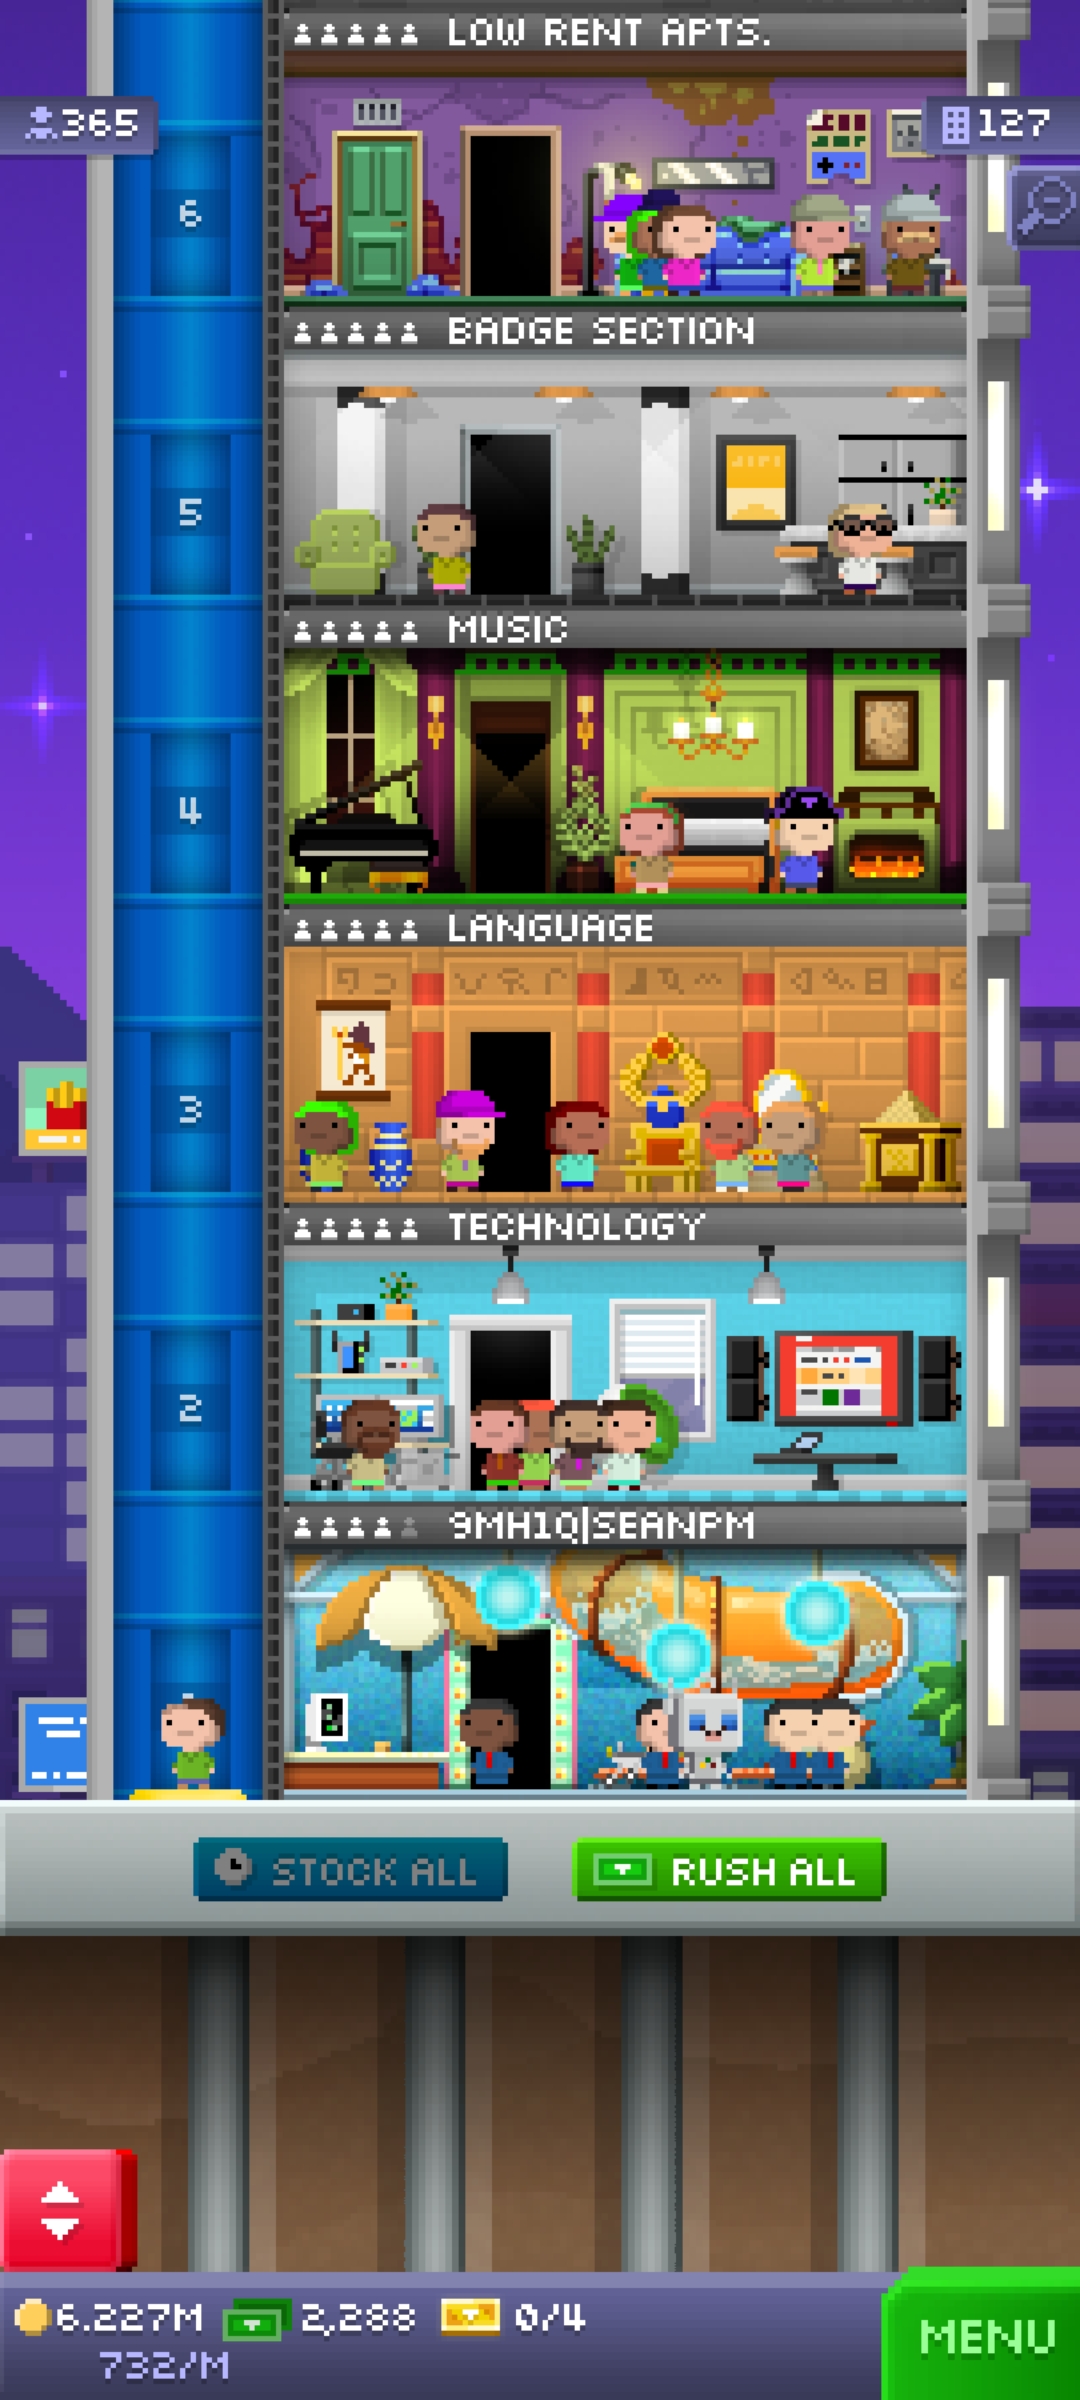 LOW RENT APTS.
365
127
6
BADGE SECTION
5
MUSIC
4
LANGUAGE
3
TECHNOLOGY
2
9MH1Q|SEANPM
STOCK ALL
RUSH ALL
6.227M
2,288
0/4
732/M
MENU